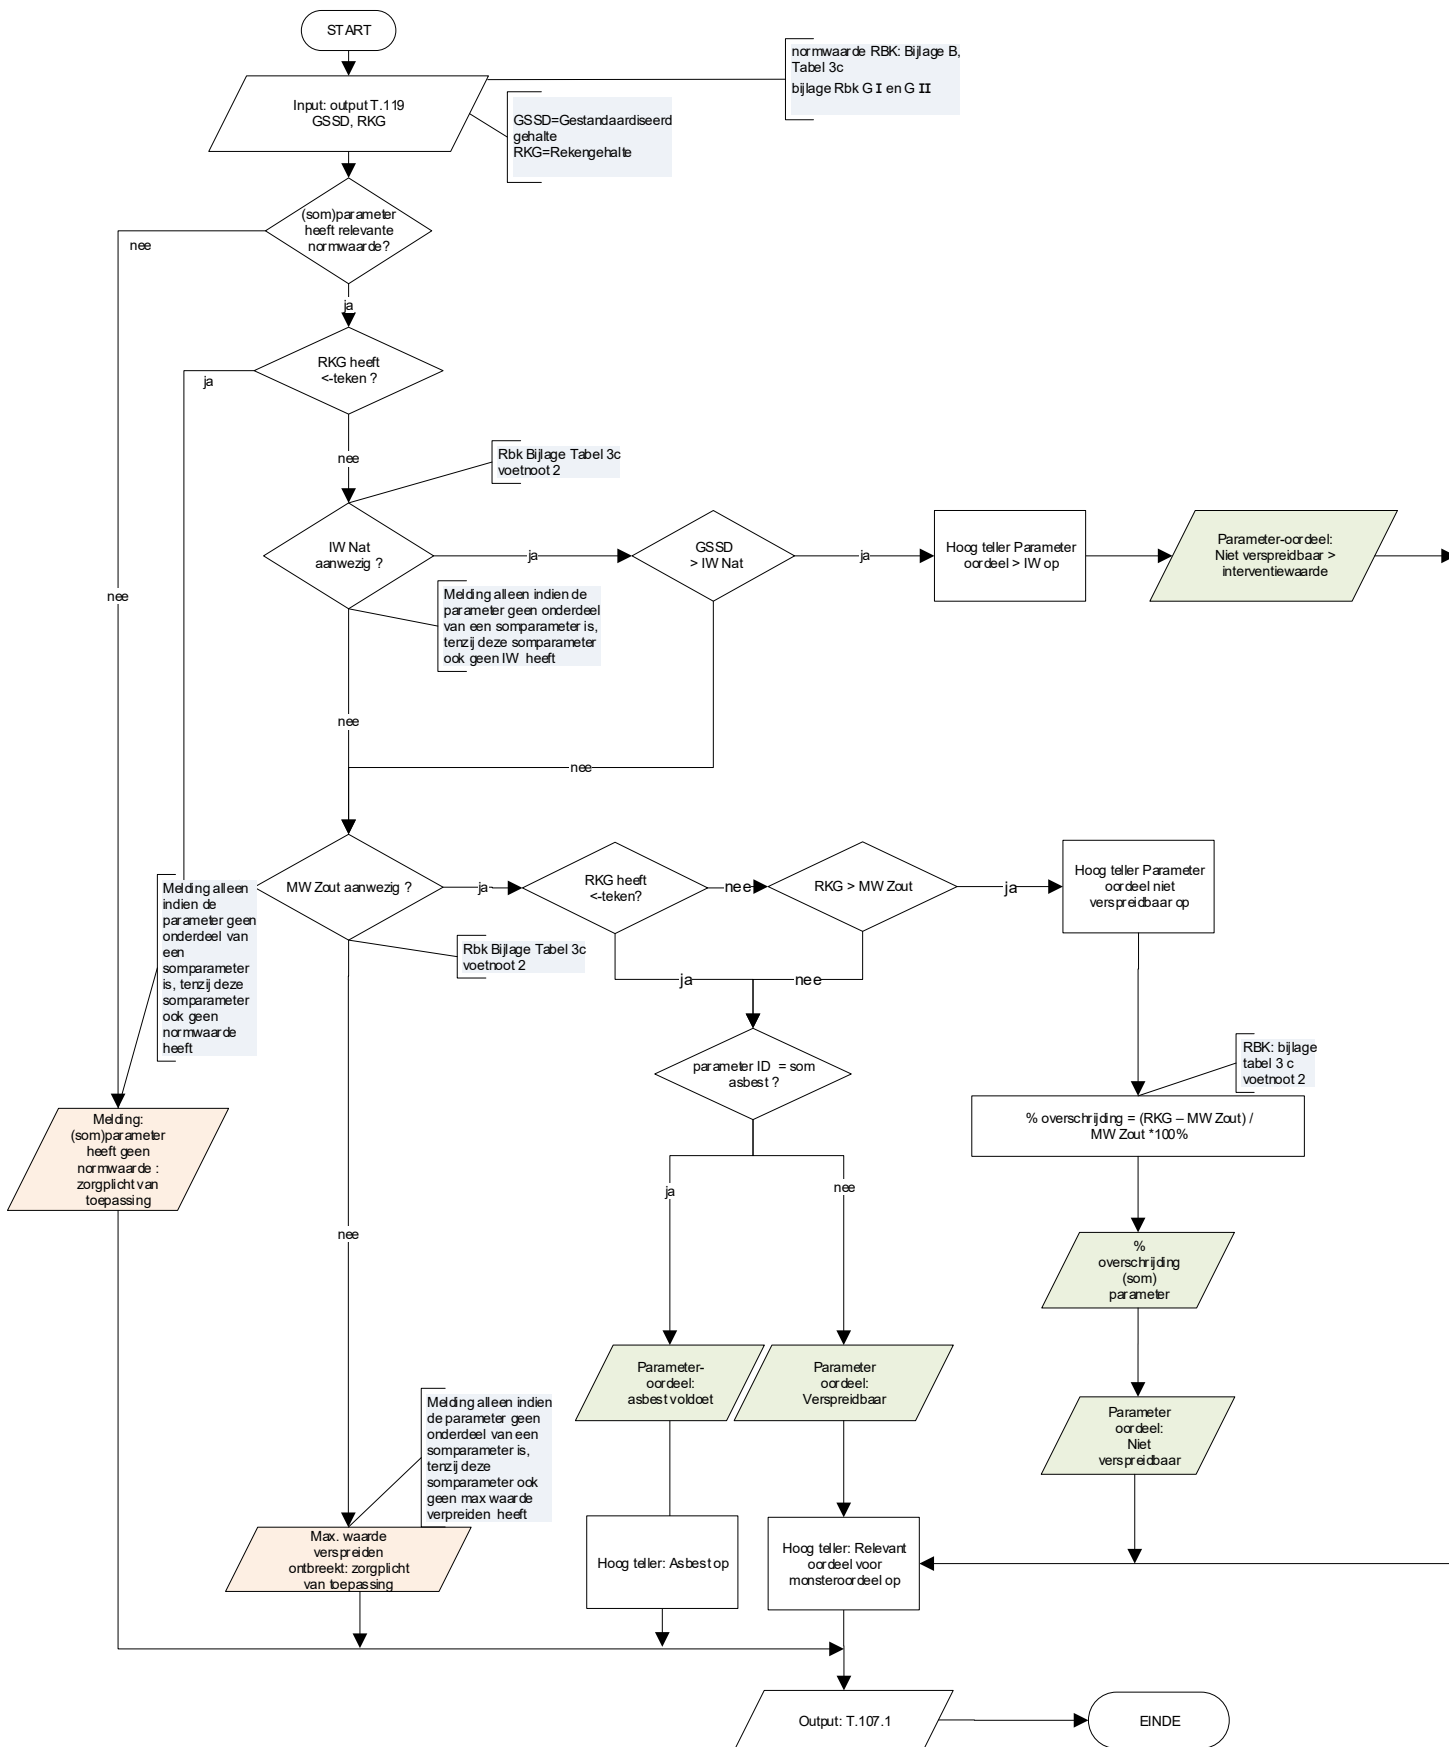 START
normwaarde RBK: Bijlage B,
Tabel 3c
bijlage Rbk G I en G II
Input: output T.119
GSSD, RKG
GSSD=Gestandaardiseerd
gehalte
RKG=Rekengehalte
(som)parameter
heeft relevante
normwaarde?
nee
ja
RKG heeft
<-teken ?
ja
nee
Rbk Bijlage Tabel 3c
voetnoot 2
IW Nat
aanwezig ?
ja
GSSD
> IW Nat
ja
Hoog teller Parameter
oordeel > IW op
Parameter-oordeel:
Niet verspreidbar >
interventiewaarde
nee
Melding alleen indien de
parameter geen onderdeel
van een somparameter is,
tenzij deze somparameter
ook geen IW heeft
nee
nee
MW Zout aanwezig ?
ja
RKG heeft
<-teken?
nee
RKG > MW Zout
ja
Hoog teller Parameter
oordeel niet
verspreidbaar op
Melding alleen
indien de
parameter geen
onderdeel van
een
somparameter
is, tenzij deze
somparameter
ook geen
normwaarde
heeft
Rbk Bijlage Tabel 3c
voetnoot 2
ja
nee
parameter ID = som
asbest ?
RBK: bijlage
tabel 3 c
voetnoot 2
% overschrijding = (RKG – MW Zout) /
MW Zout *100%
Melding:
(som)parameter
heeft geen
normwaarde :
zorgplicht van
toepassing
ja
nee
nee
%
overschrijding
(som)
parameter
Parameter-
oordeel:
asbest voldoet
Parameter
oordeel:
Verspreidbaar
Parameter
oordeel:
Niet
verspreidbaar
Melding alleen indien
de parameter geen
onderdeel van een
somparameter is,
tenzij deze
somparameter ook
geen max waarde
verpreiden heeft
Max. waarde
verspreiden
ontbreekt: zorgplicht
van toepassing
Hoog teller: Asbest op
Hoog teller: Relevant
oordeel voor
monsteroordeel op
Output: T.107.1
EINDE